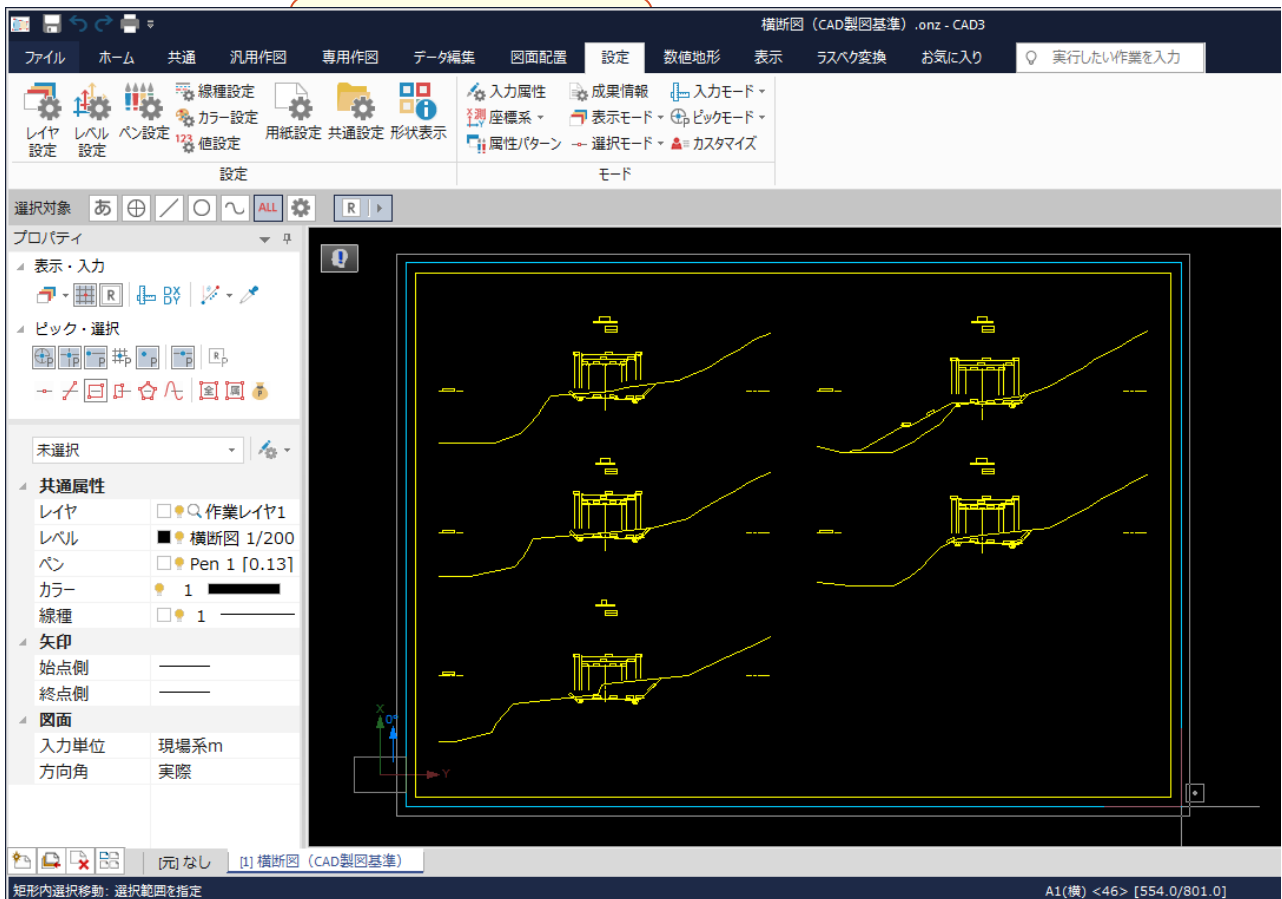 横断図（CAD製図基準）.onz - CAD3
ファイル ホーム 共通 汎用作図 専用作図 データ編集 図面配置 設定 数値地形 表示 ラスベク変換 お気に入り 実行したい作業を入力
レイヤ設定 レベル設定 ペン設定 線種設定 カラー設定 123 値設定 用紙設定 共通設定 形状表示
入力属性 成果情報 入力モード
X測 座標系 表示モード ピックモード
属性パターン 選択モード カスタマイズ
設定 モード
選択対象 あ ALL R
プロパティ
表示・入力
R DX DY
ピック・選択
P P P P P P R P
全 属 P
未選択
共通属性
レイヤ 作業レイヤ1
レベル 横断図 1/200
ペン Pen 1 [0.13]
カラー 1
線種 1
矢印
始点側
終点側
図面
入力単位 現場系m
方向角 実際
X 0°
Y
[元] なし [1] 横断図（CAD製図基準）
矩形内選択移動: 選択範囲を指定 A1(横) <46> [554.0/801.0]